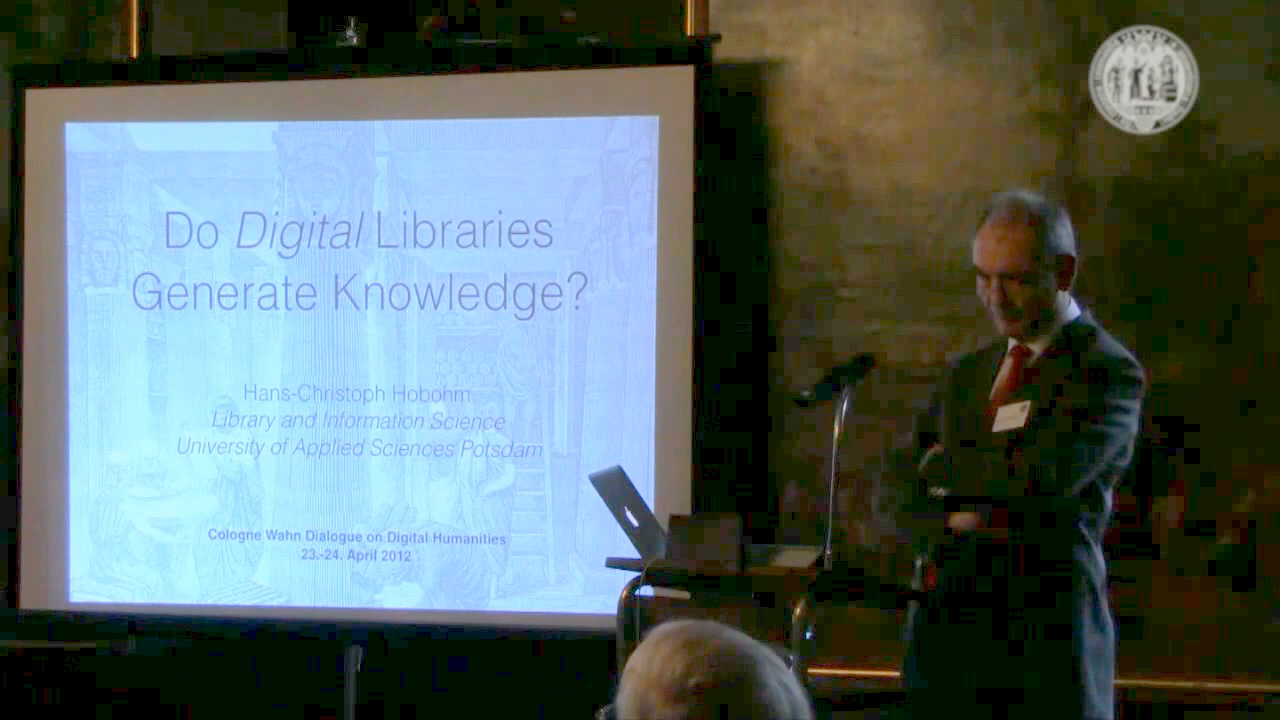 Do Digital Libraries
Generate Knowledge?
Hans-Christoph Hobohm
Library and Information Science
University of Applied Sciences Potsdam
Cologne Wahn Dialogue on Digital Humanities
23.-24. April 2012